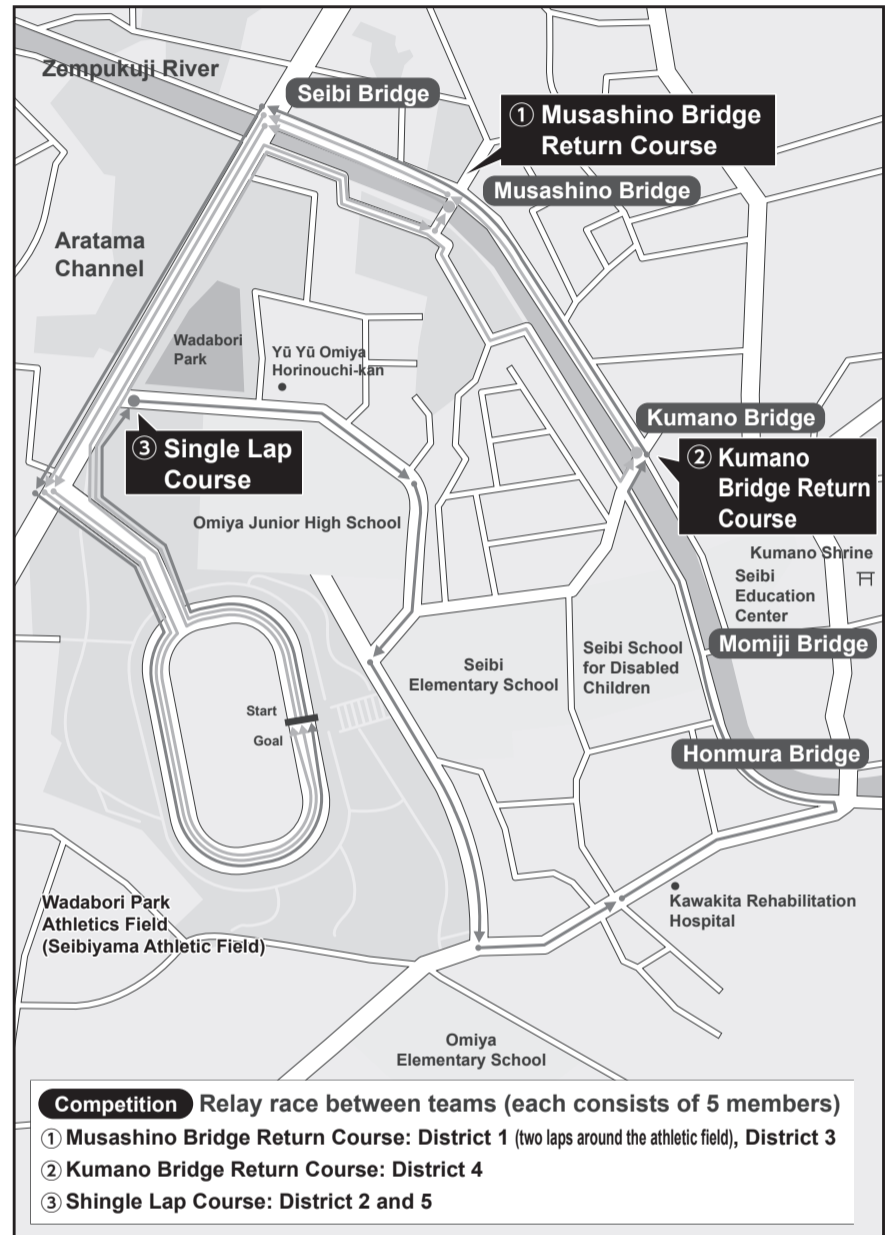 Zempukuji River
Seibi Bridge
① Musashino Bridge
Return Course
Musashino Bridge
Aratama
Channel
Wadabori
Park
Yū Yū Omiya
Horinouchi-kan
Kumano Bridge
③ Single Lap
Course
② Kumano
Bridge Return
Course
Omiya Junior High School
Kumano Shrine
Seibi
Education
Center
Momiji Bridge
Seibi
Elementary School
Seibi School
for Disabled
Children
Start
Goal
Honmura Bridge
Kawakita Rehabilitation
Hospital
Wadabori Park
Athletics Field
(Seibiyama Athletic Field)
Omiya
Elementary School
Competition Relay race between teams (each consists of 5 members)
① Musashino Bridge Return Course: District 1 (two laps around the athletic field), District 3
② Kumano Bridge Return Course: District 4
③ Shingle Lap Course: District 2 and 5